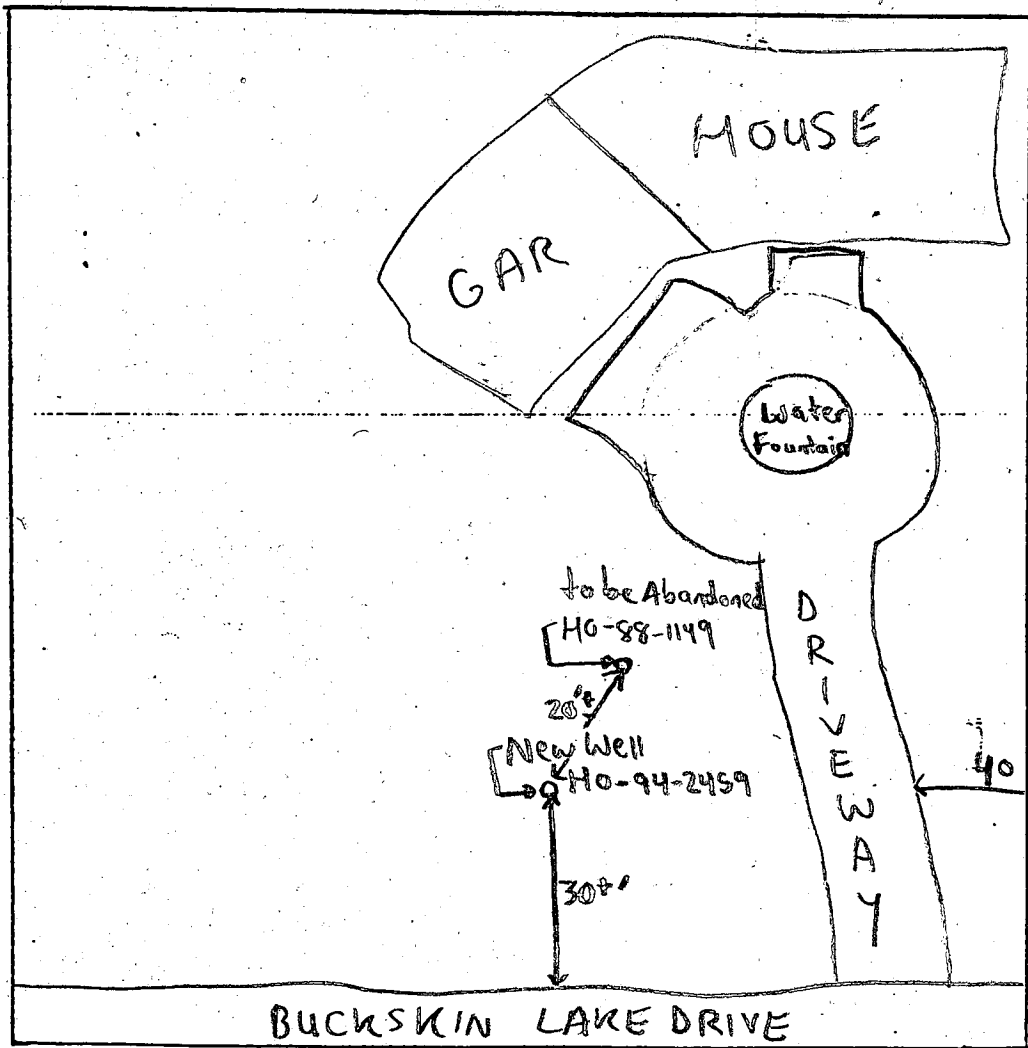 HOUSE
GAR
Water
Fountain
to be Abandoned
HO-88-1149
20'±
New Well
HO-94-2459
30±'
DRIVEWAY
40
BUCKSKIN LAKE DRIVE